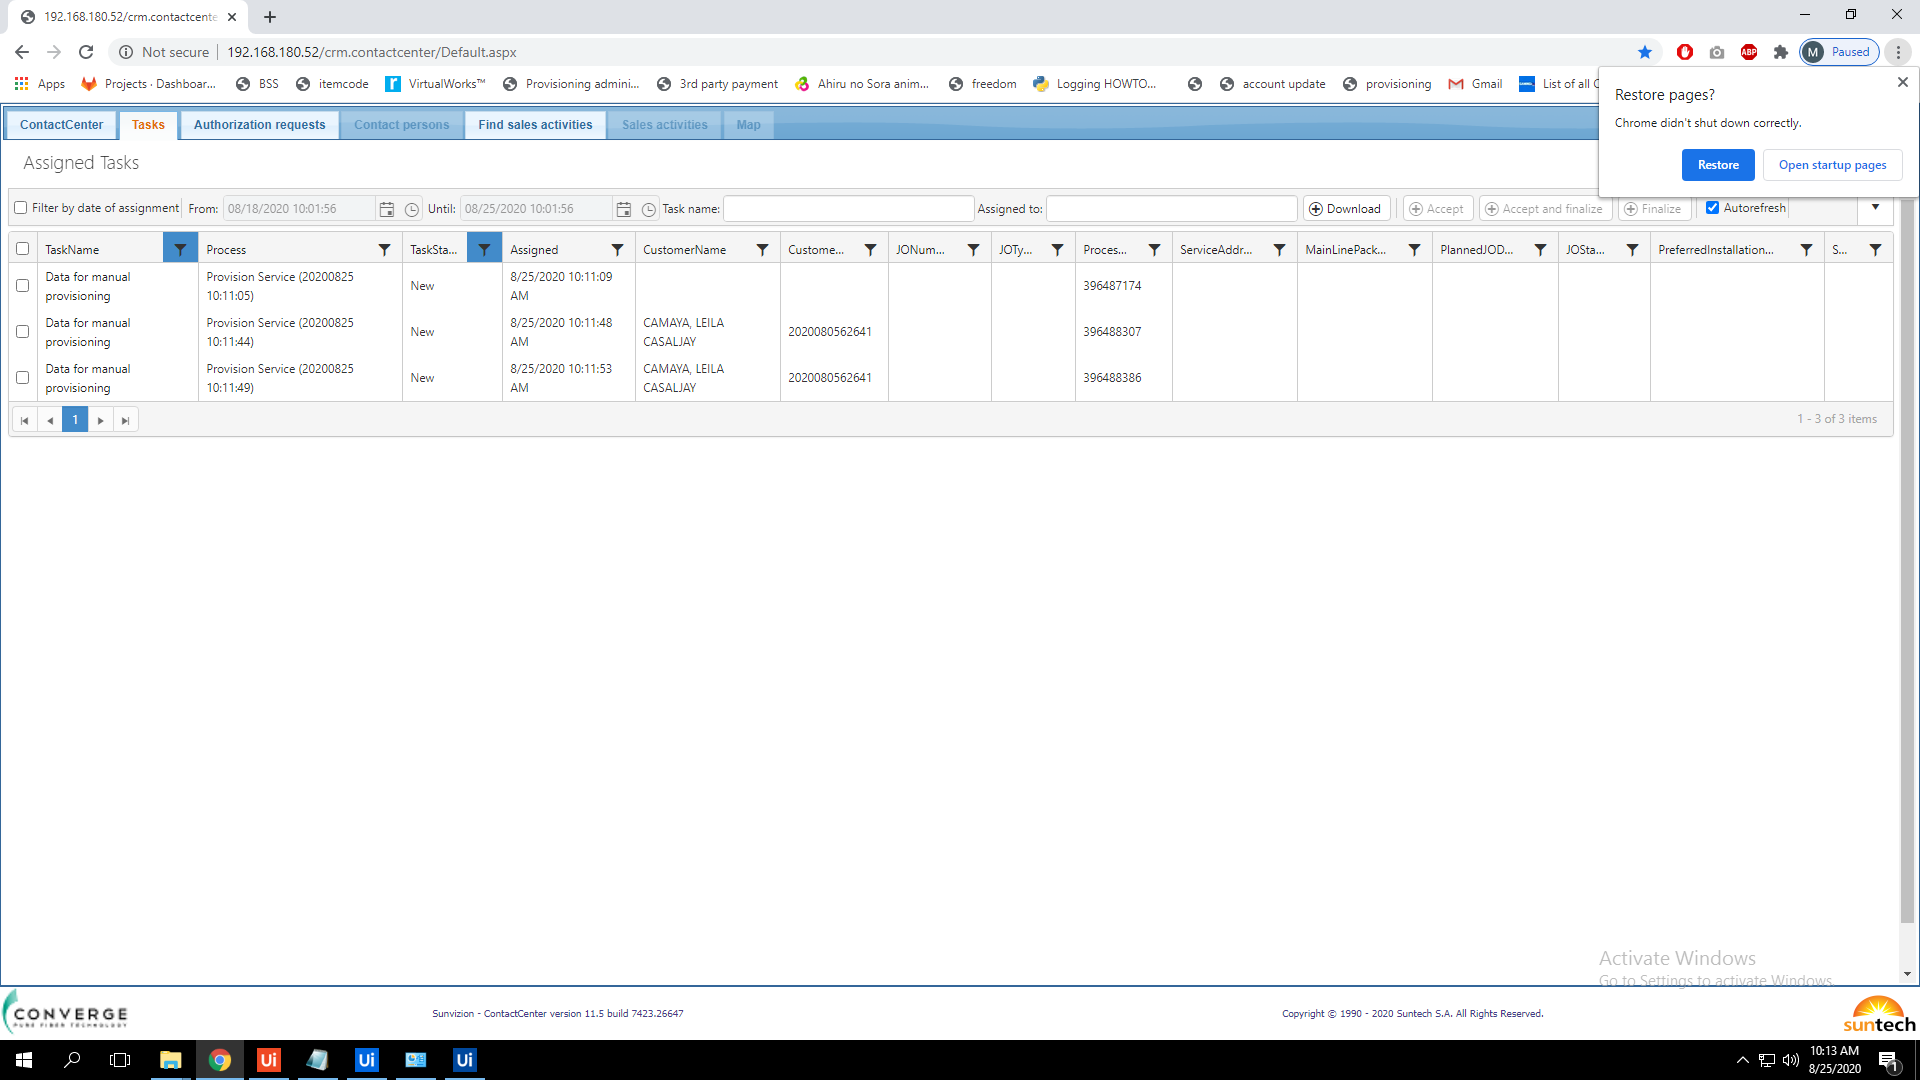 192.168.180.52/crm.contactcente
Not secure 192.168.180.52/crm.contactcenter/Default.aspx
ABP M Paused
Apps Projects · Dashboar... BSS itemcode VirtualWorks™ Provisioning admini... 3rd party payment Ahiru no Sora anim... freedom Logging HOWTO... account update provisioning Gmail List of all
Restore pages?
Chrome didn't shut down correctly.
Restore Open startup pages
ContactCenter Tasks Authorization requests Contact persons Find sales activities Sales activities Map
Assigned Tasks
Filter by date of assignment From: 08/18/2020 10:01:56 Until: 08/25/2020 10:01:56 Task name: Assigned to: Download Accept Accept and finalize Finalize Autorefresh
TaskName Process TaskSta... Assigned CustomerName Custome... JONum... JOTy... Proces... ServiceAddr... MainLinePack... PlannedJOD... JOSta... PreferredInstallation... S...
Data for manual provisioning Provision Service (20200825 10:11:05) New 8/25/2020 10:11:09 AM 396487174
Data for manual provisioning Provision Service (20200825 10:11:44) New 8/25/2020 10:11:48 AM CAMAYA, LEILA CASALJAY 2020080562641 396488307
Data for manual provisioning Provision Service (20200825 10:11:49) New 8/25/2020 10:11:53 AM CAMAYA, LEILA CASALJAY 2020080562641 396488386
1 1 - 3 of 3 items
Activate Windows
Go to Settings to activate Windows.
CONVERGE
PURE FIBER TECHNOLOGY
Sunvizion - ContactCenter version 11.5 build 7423.26647
Copyright © 1990 - 2020 Suntech S.A. All Rights Reserved.
suntech
Ui Ui Ui
10:13 AM
8/25/2020
1